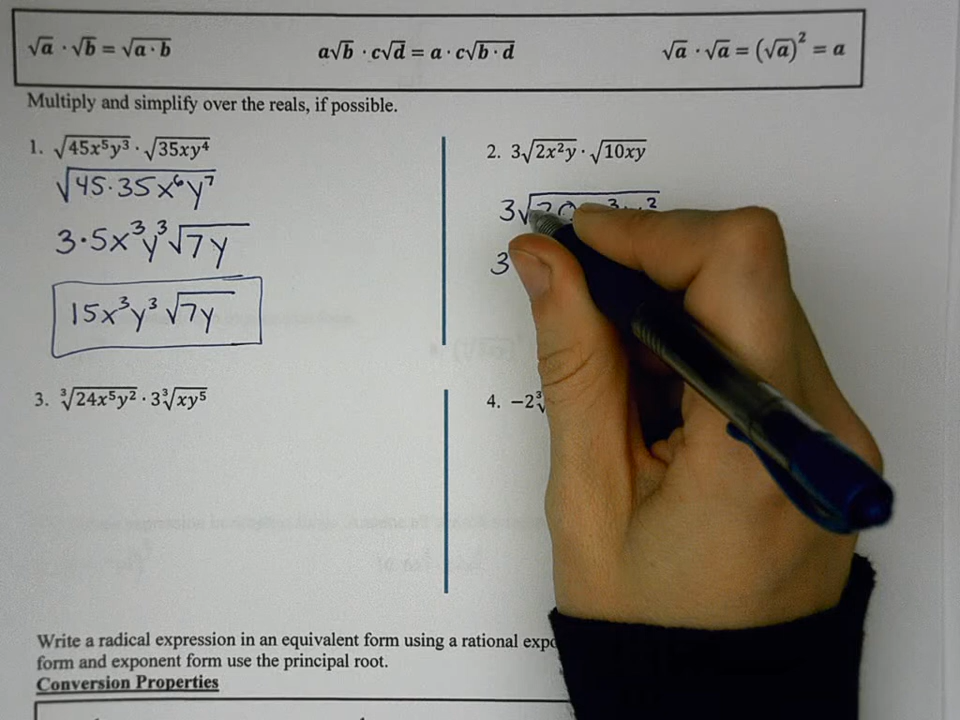 √a · √b = √a · b    a√b · c√d = a · c√b · d    √a · √a = (√a)² = a
Multiply and simplify over the reals, if possible.
1. √45x⁵y³ · √35xy⁴
√45·35x⁶y⁷
3·5x³y³√7y
15x³y³√7y
2. 3√2x²y · √10xy
3√20x³y²
3
3. ∛24x⁵y² · 3∛xy⁵
4. −2∛
Write a radical expression in an equivalent form using a rational
form and exponent form use the principal root.
Conversion Properties